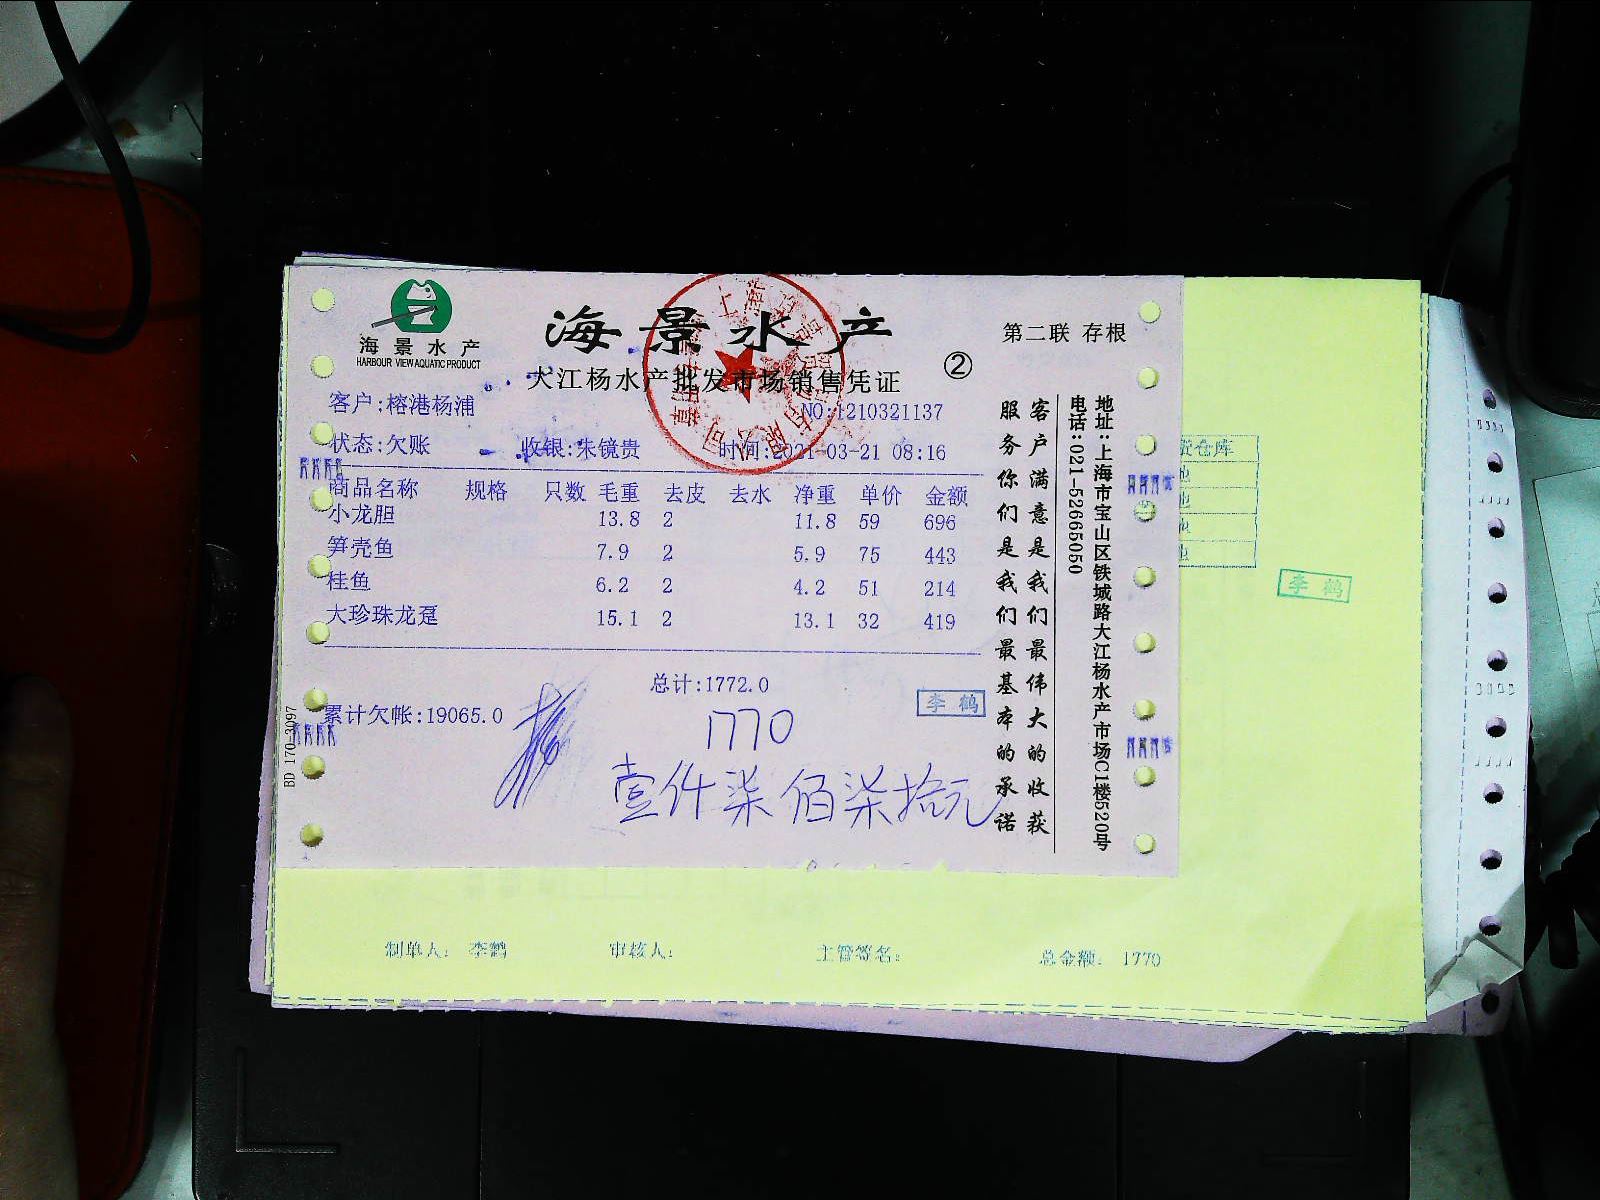 海景水产
HARBOUR VIEW AQUATIC PRODUCT
海景水产
大江杨水产批发市场销售凭证
②
第二联 存根
客户:榕港杨浦
NO:1210321137
状态:欠账 收银:朱镜贵 时间:2021-03-21 08:16
商品名称 规格 只数 毛重 去皮 去水 净重 单价 金额
小龙胆 13.8 2 11.8 59 696
笋壳鱼 7.9 2 5.9 75 443
桂鱼 6.2 2 4.2 51 214
大珍珠龙趸 15.1 2 13.1 32 419
总计:1772.0
累计欠帐:19065.0
1770
李鹤
壹仟柒佰柒拾元
客户满意是我们最伟大的收获
服务你们是我们最基本的承诺
地址:上海市宝山区铁城路大江杨水产市场C1楼520号
电话:021-52665050
BD 170-3097
货仓库
李鹤
制单人: 李鹤 审核人: 主管签名: 总金额: 1770